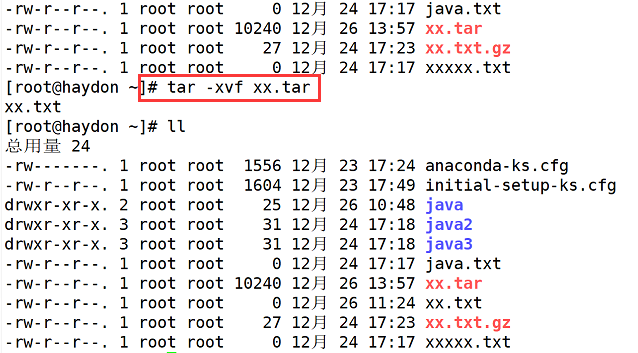 -rw-r--r--. 1 root root     0 12月 24 17:17 java.txt
-rw-r--r--. 1 root root 10240 12月 26 13:57 xx.tar
-rw-r--r--. 1 root root    27 12月 24 17:23 xx.txt.gz
-rw-r--r--. 1 root root     0 12月 24 17:17 xxxxx.txt
[root@haydon ~]# tar -xvf xx.tar
xx.txt
[root@haydon ~]# ll
总用量 24
-rw-------. 1 root root  1556 12月 23 17:24 anaconda-ks.cfg
-rw-r--r--. 1 root root  1604 12月 23 17:49 initial-setup-ks.cfg
drwxr-xr-x. 2 root root    25 12月 26 10:48 java
drwxr-xr-x. 3 root root    31 12月 24 17:18 java2
drwxr-xr-x. 3 root root    31 12月 24 17:18 java3
-rw-r--r--. 1 root root     0 12月 24 17:17 java.txt
-rw-r--r--. 1 root root 10240 12月 26 13:57 xx.tar
-rw-r--r--. 1 root root     0 12月 26 11:24 xx.txt
-rw-r--r--. 1 root root    27 12月 24 17:23 xx.txt.gz
-rw-r--r--. 1 root root     0 12月 24 17:17 xxxxx.txt